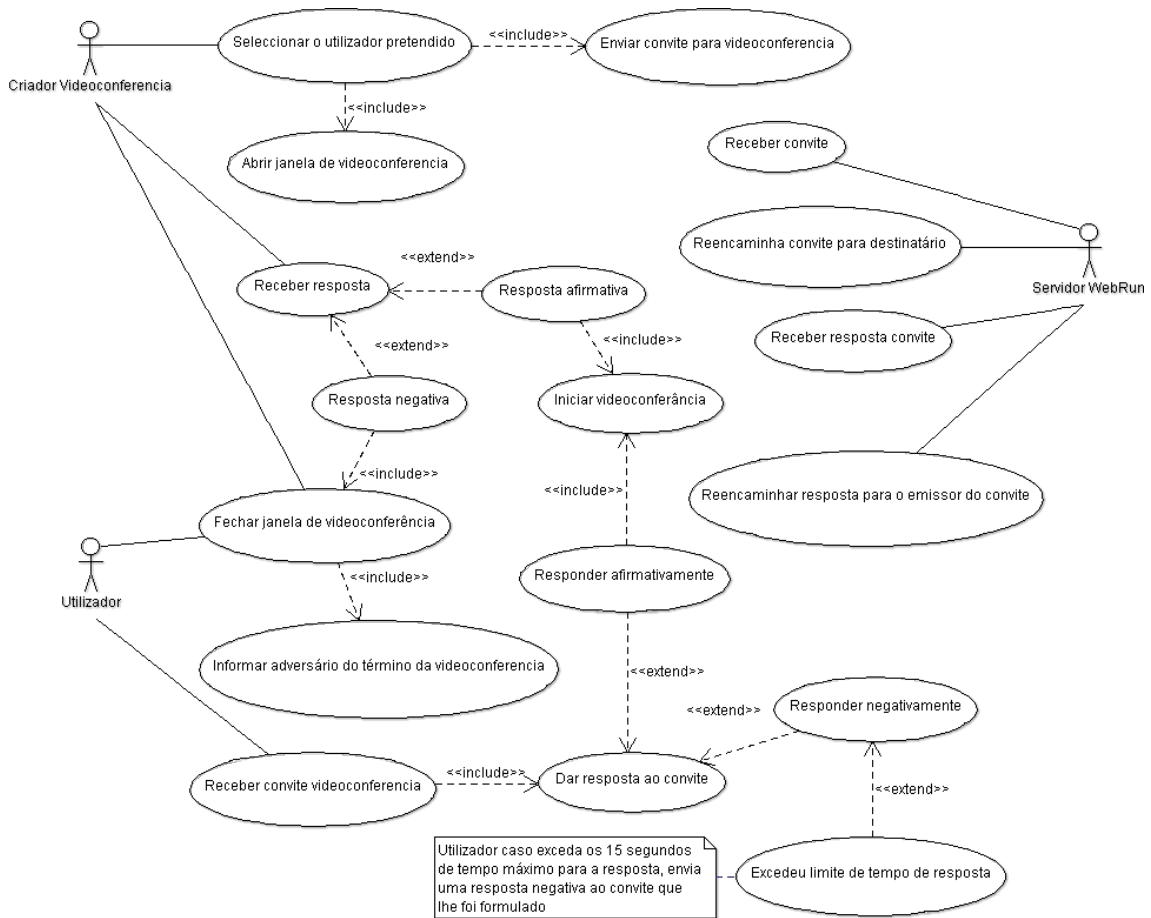 Seleccionar o utilizador pretendido
<<include>>
Enviar convite para videoconferencia
Criador Videoconferencia
<<include>>
Abrir janela de videoconferencia
Receber convite
Reencaminha convite para destinatário
<<extend>>
Receber resposta
Resposta afirmativa
Servidor WebRun
<<extend>>
<<include>>
Receber resposta convite
Resposta negativa
Iniciar videoconferância
<<include>>
<<include>>
Reencaminhar resposta para o emissor do convite
Fechar janela de videoconferência
Utilizador
<<include>>
Responder afirmativamente
Informar adversário do término da videoconferencia
<<extend>>
<<extend>>
Responder negativamente
Receber convite videoconferencia
<<include>>
Dar resposta ao convite
<<extend>>
Utilizador caso exceda os 15 segundos
de tempo máximo para a resposta, envia
uma resposta negativa ao convite que
lhe foi formulado
Excedeu limite de tempo de resposta